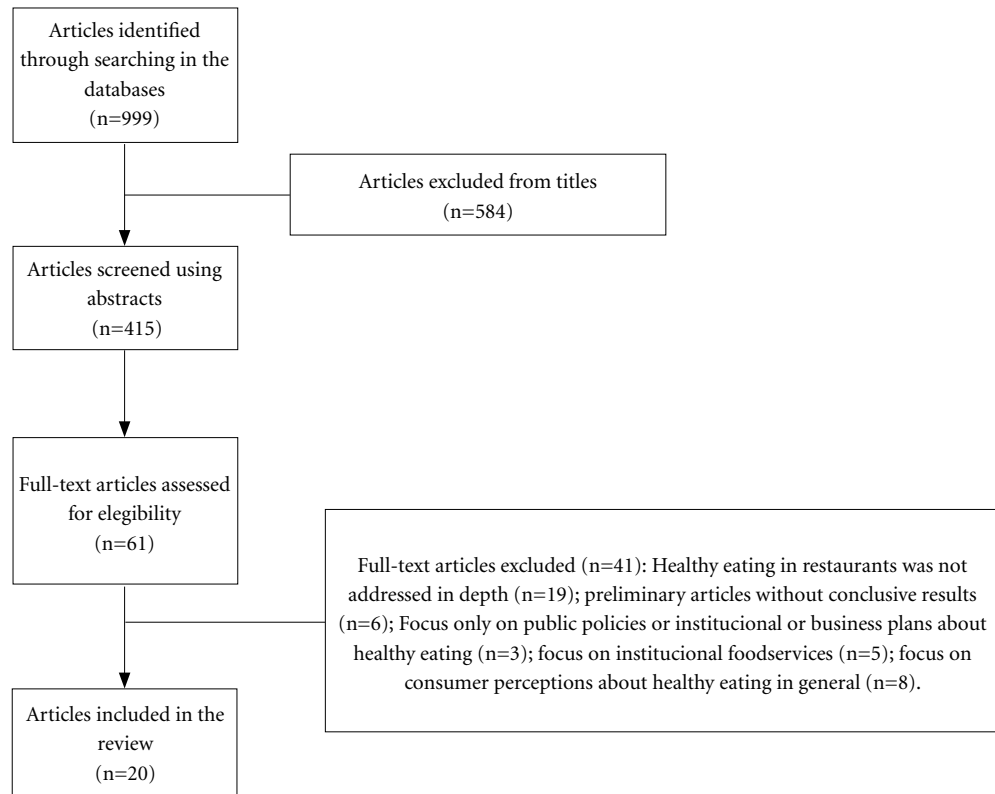 Articles identified
through searching in the
databases
(n=999)
Articles excluded from titles
(n=584)
Articles screened using
abstracts
(n=415)
Full-text articles assessed
for elegibility
(n=61)
Full-text articles excluded (n=41): Healthy eating in restaurants was not
addressed in depth (n=19); preliminary articles without conclusive results
(n=6); Focus only on public policies or institutional or business plans about
healthy eating (n=3); focus on institucional foodservices (n=5); focus on
consumer perceptions about healthy eating in general (n=8).
Articles included in the
review
(n=20)